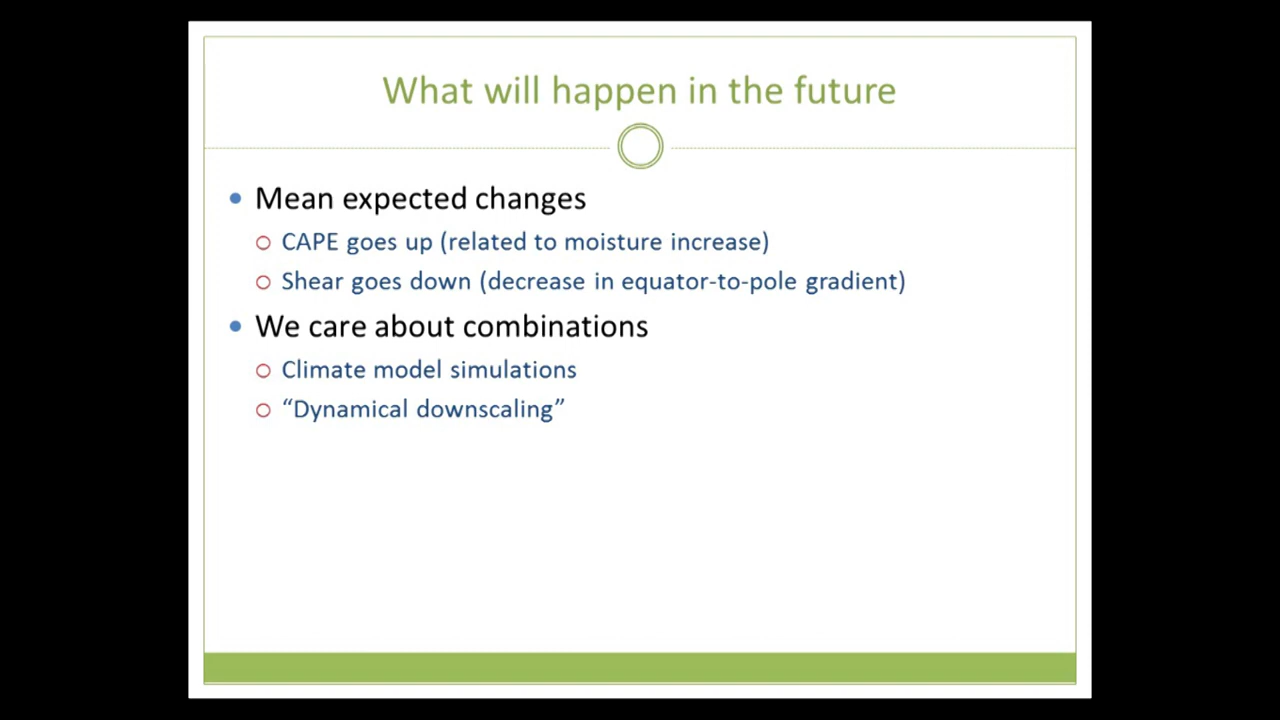 What will happen in the future
Mean expected changes
CAPE goes up (related to moisture increase)
Shear goes down (decrease in equator-to-pole gradient)
We care about combinations
Climate model simulations
“Dynamical downscaling”